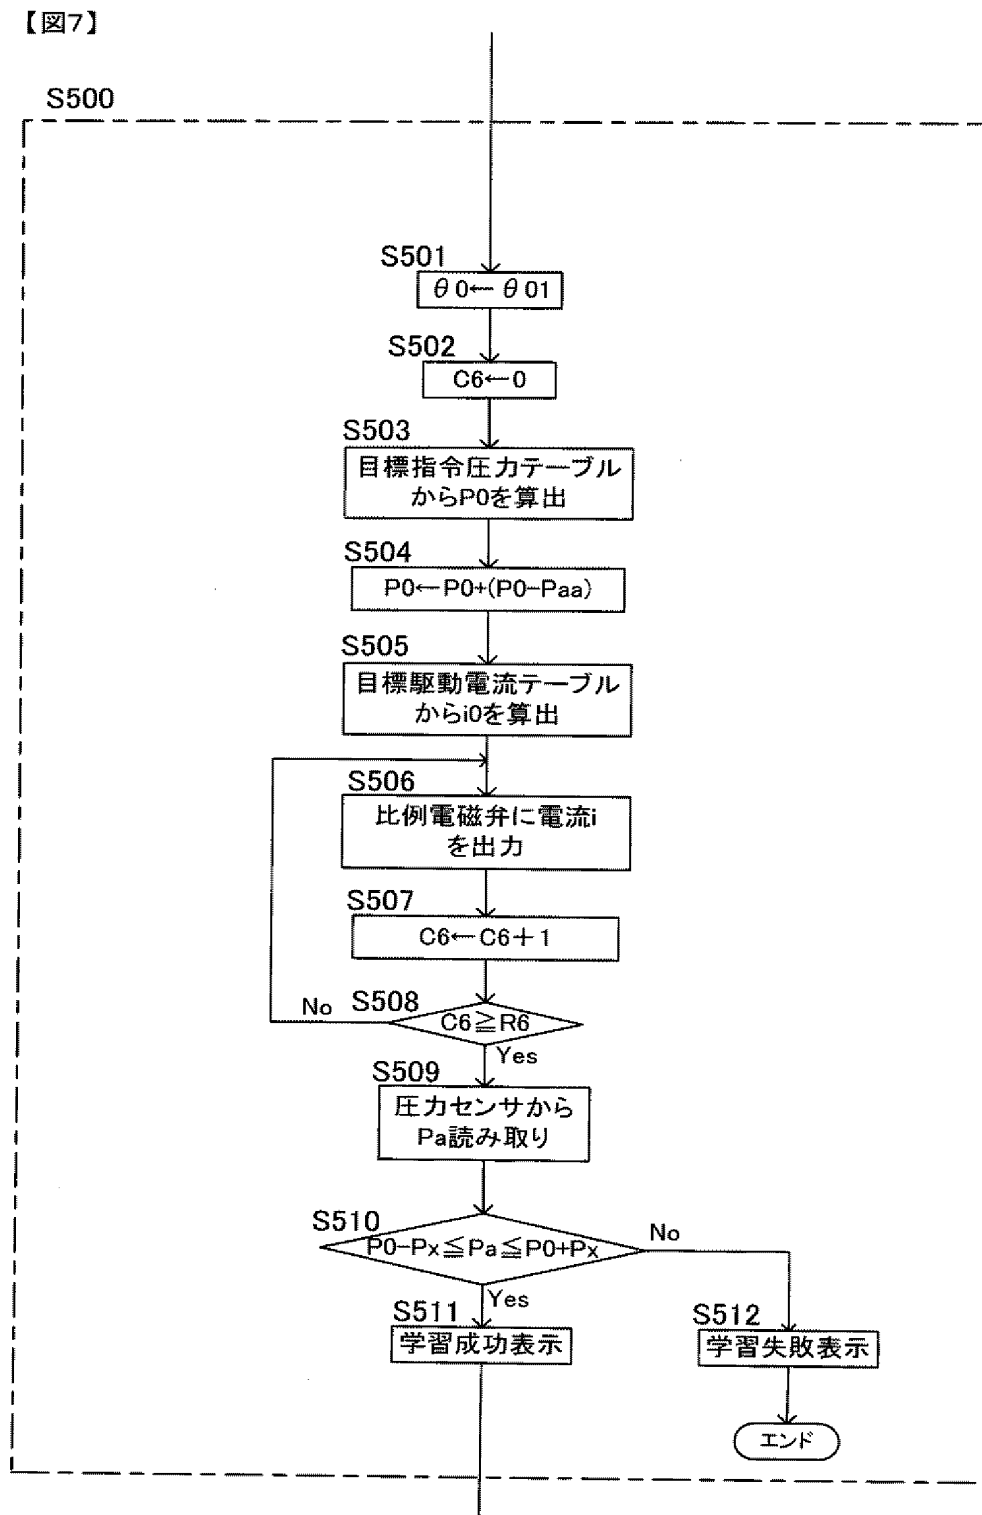 【図7】
S500
S501
θ0←θ01
S502
C6←0
S503
目標指令圧力テーブル
からP0を算出
S504
P0←P0+(P0-Paa)
S505
目標駆動電流テーブル
からi0を算出
S506
比例電磁弁に電流i
を出力
S507
C6←C6+1
S508
No
C6≧R6
Yes
S509
圧力センサから
Pa読み取り
S510
P0-Px≦Pa≦P0+Px
No
Yes
S511
学習成功表示
S512
学習失敗表示
エンド